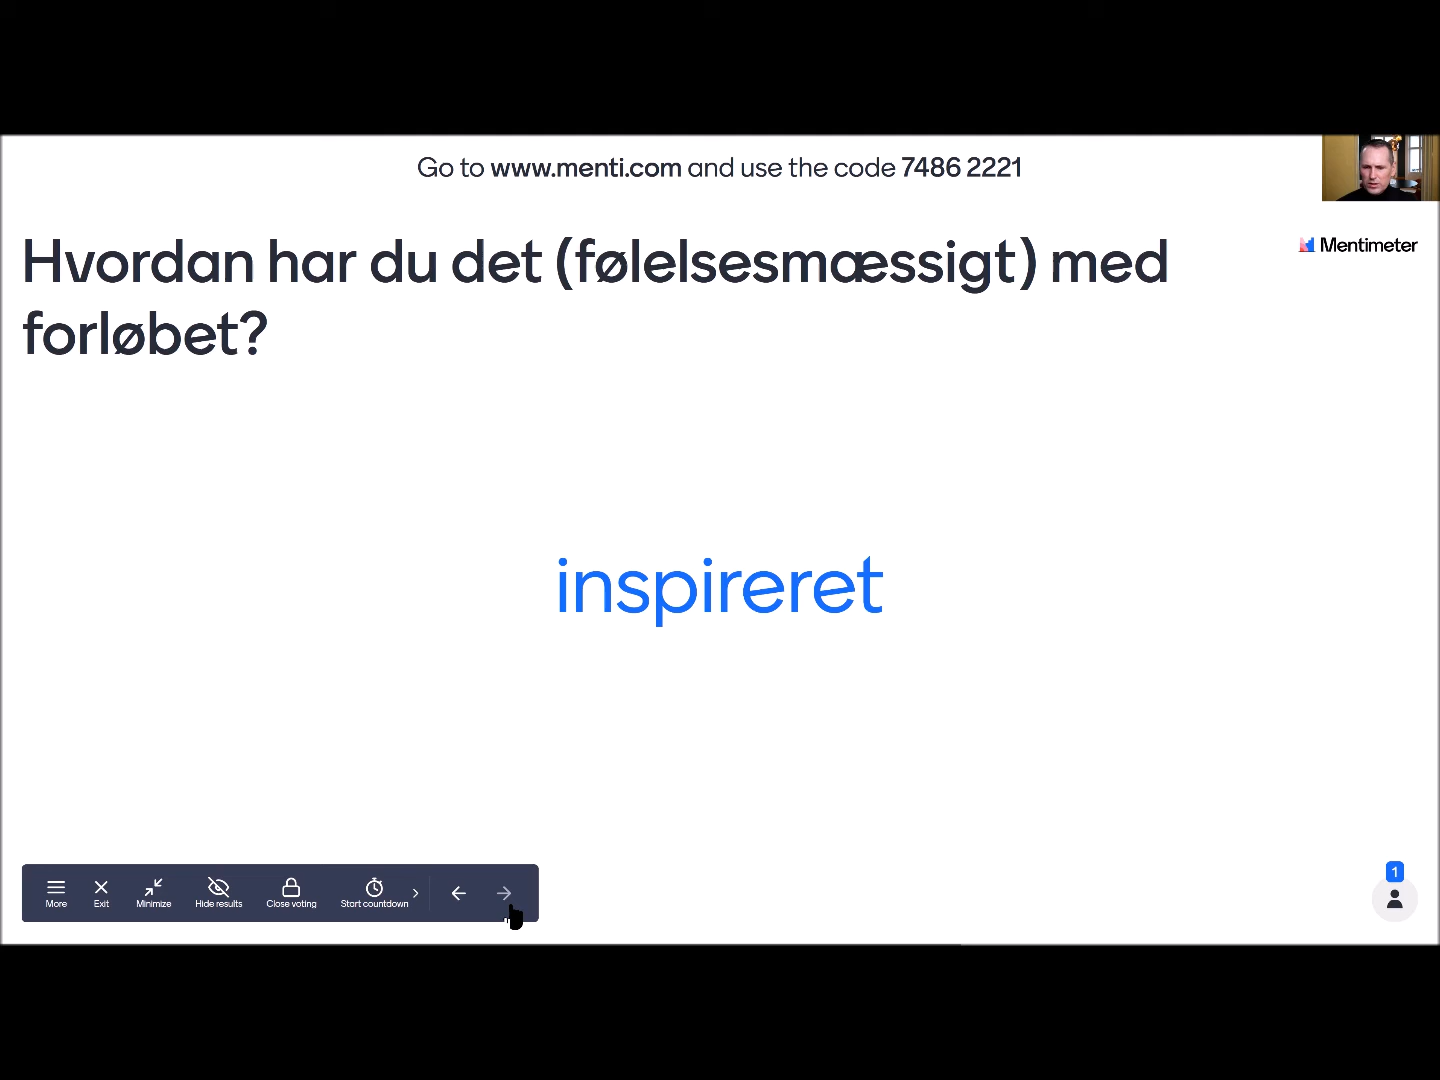 Go to www.menti.com and use the code 7486 2221
Mentimeter
Hvordan har du det (følelsesmæssigt) med
forløbet?
inspireret
1
More Exit Minimize Hide results Close voting Start countdown